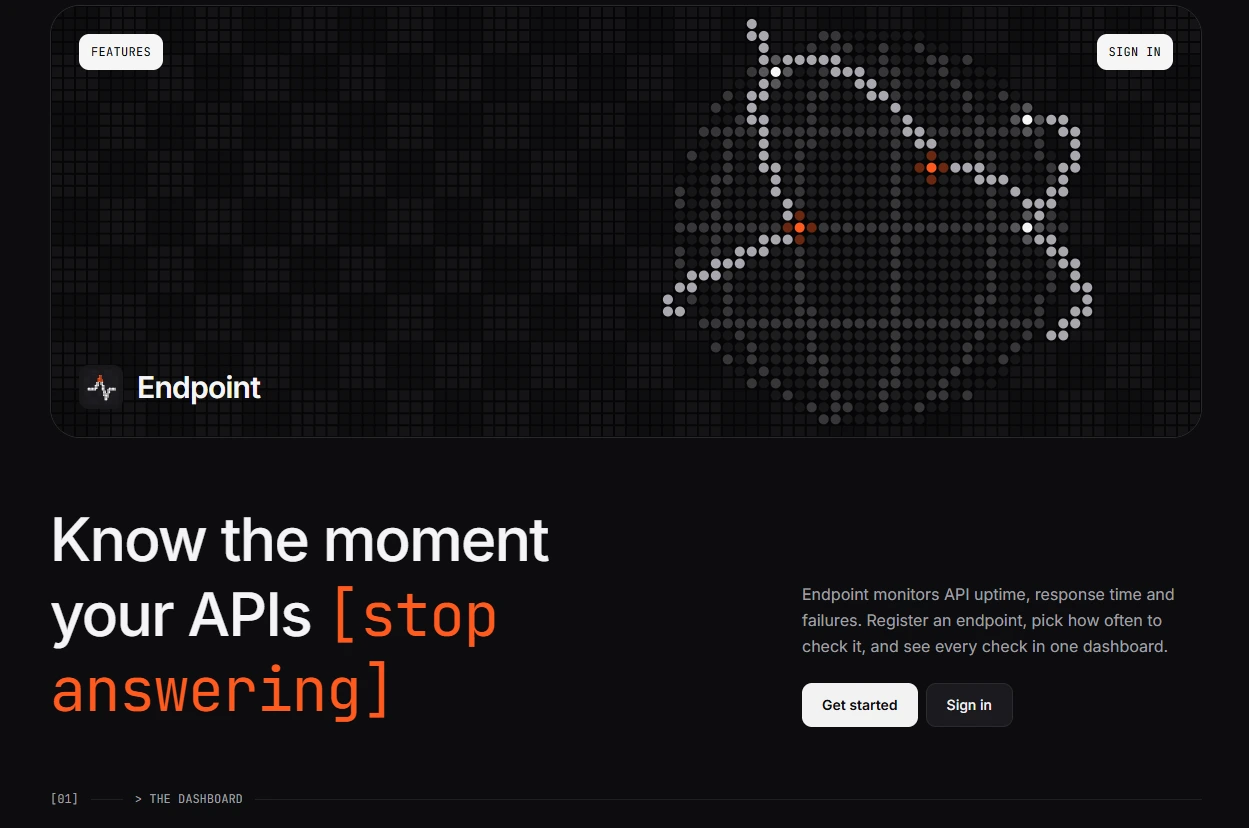 FEATURES
SIGN IN
Endpoint
Know the moment
your APIs [stop
answering]
Endpoint monitors API uptime, response time and
failures. Register an endpoint, pick how often to
check it, and see every check in one dashboard.
Get started
Sign in
[01]
> THE DASHBOARD